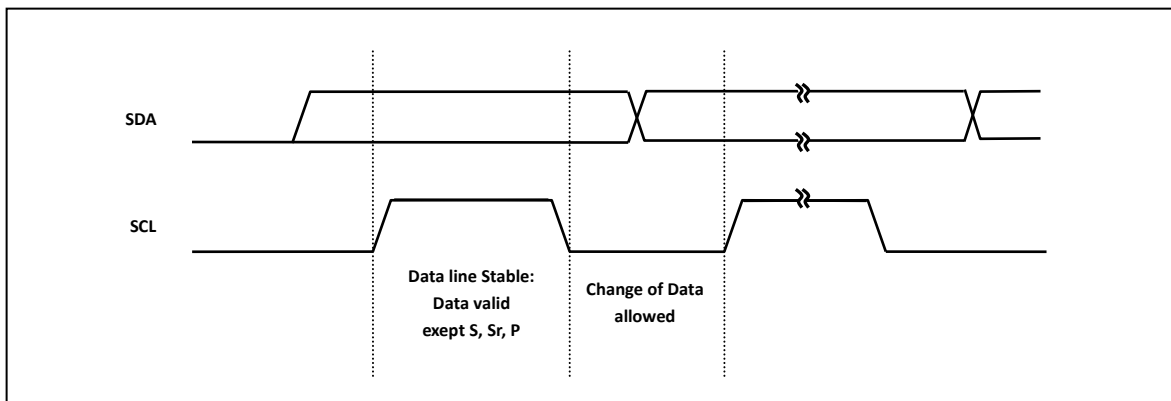 SDA
SCL
Data line Stable:
Data valid
exept S, Sr, P
Change of Data
allowed